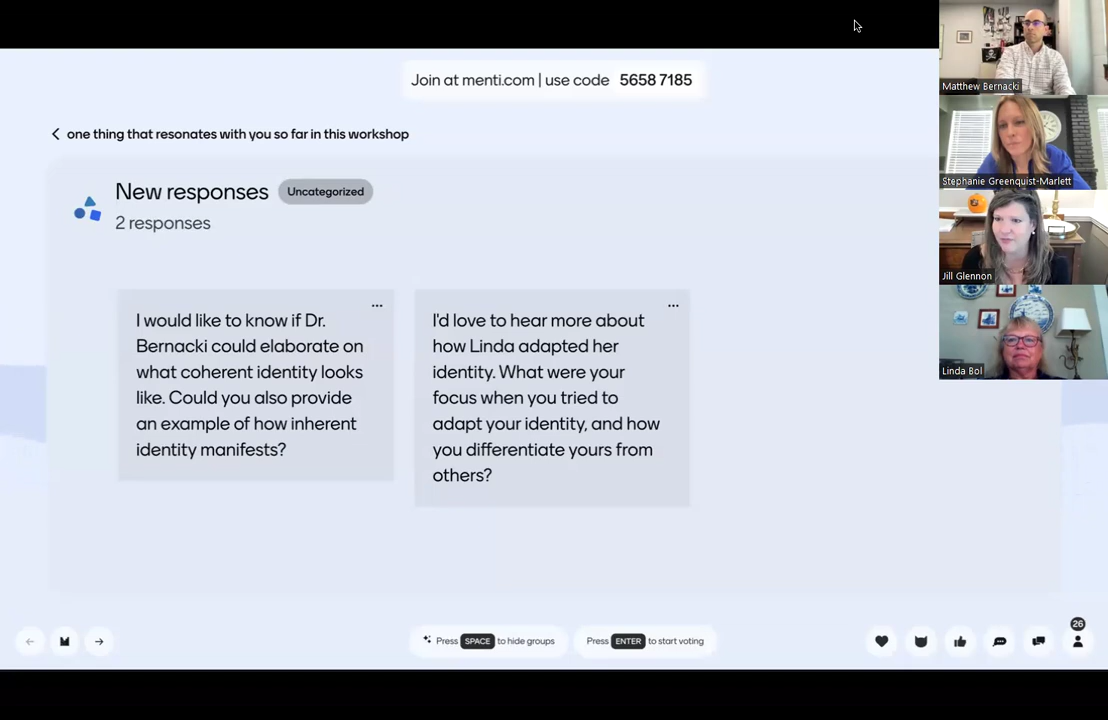 Join at menti.com | use code 5658 7185
one thing that resonates with you so far in this workshop
New responses Uncategorized
2 responses
I would like to know if Dr.
Bernacki could elaborate on
what coherent identity looks
like. Could you also provide
an example of how inherent
identity manifests?
I'd love to hear more about
how Linda adapted her
identity. What were your
focus when you tried to
adapt your identity, and how
you differentiate yours from
others?
Press SPACE to hide groups
Press ENTER to start voting
26
Matthew Bernacki
Stephanie Greenquist-Marlett
Jill Glennon
Linda Bol